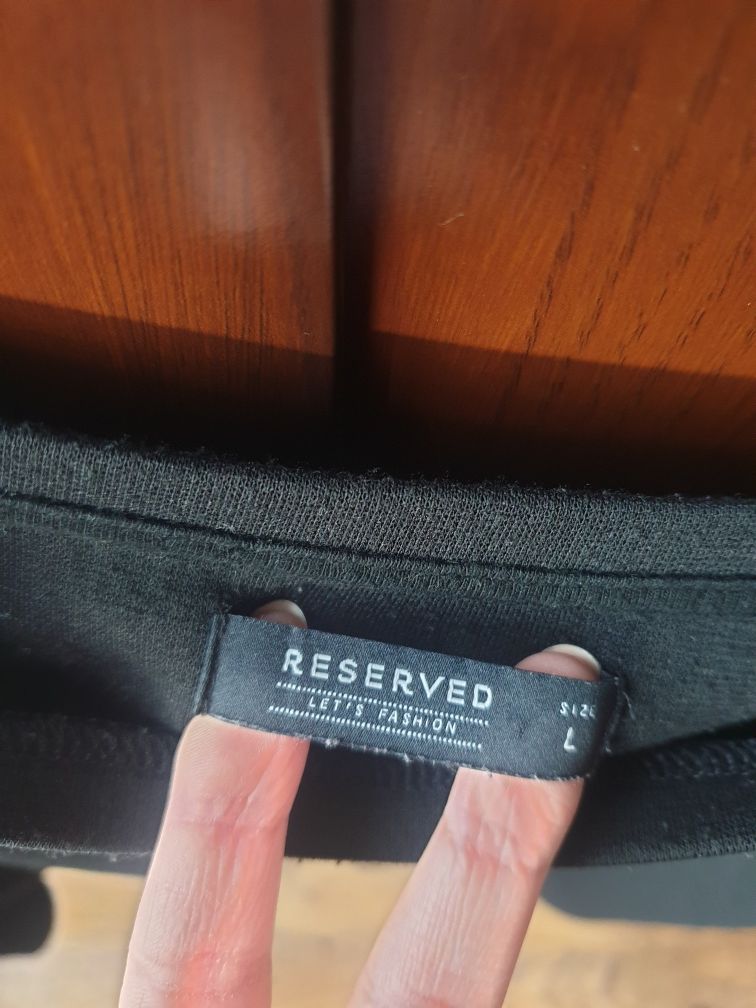 RESERVED
LET'S FASHION
SIZE
L